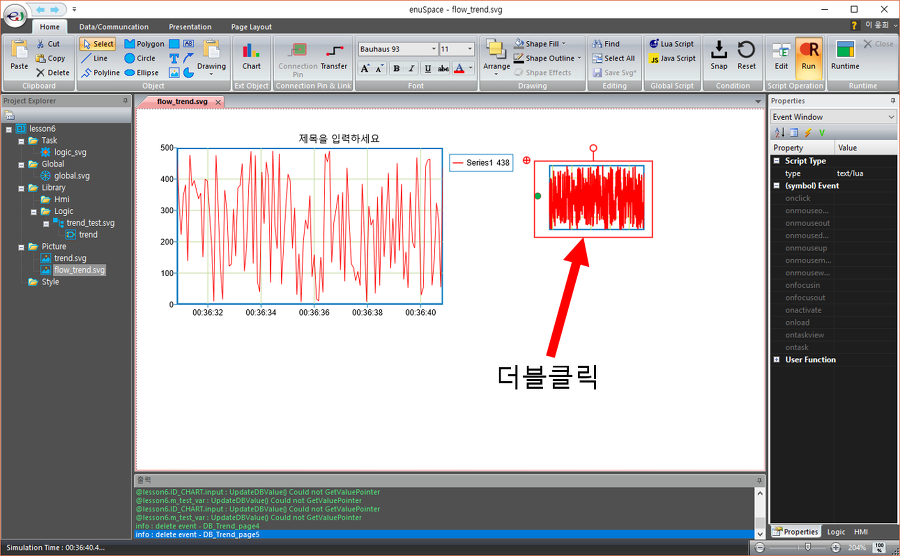 enuSpace - flow_trend.svg
Home Data/Communcation Presentation Page Layout
이 웅희
Paste
Cut
Copy
Delete
Clipboard
Select Polygon AB
Line Circle
Polyline Ellipse
Drawing
Object
Chart
Ext Object
Connection Pin
Transfer
Connection Pin & Link
Bauhaus 93 11
A A B I U abc A
Font
Arrange
Shape Fill
Shape Outline
Shpae Effects
Drawing
Find
Select All
Save Svg*
Editing
Lua Script
Java Script
Global Script
Snap Reset
Condition
Edit Run
Script Operation
Runtime
Close
Runtime
Project Explorer
lesson6
Task
logic_svg
Global
global.svg
Library
Hmi
Logic
trend_test.svg
trend
Picture
trend.svg
flow_trend.svg
Style
flow_trend.svg
제목을 입력하세요
500
400
300
200
100
0
00:36:32 00:36:34 00:36:36 00:36:38 00:36:40
Series1 438
더블클릭
출력
@lesson6.ID_CHART.input : UpdateDBValue() Could not GetValuePointer
@lesson6.m_test_var : UpdateDBValue() Could not GetValuePointer
@lesson6.ID_CHART.input : UpdateDBValue() Could not GetValuePointer
@lesson6.m_test_var : UpdateDBValue() Could not GetValuePointer
info : delete event - DB_Trend_page4
info : delete event - DB_Trend_page5
Properties
Event Window
Property Value
Script Type
type text/lua
(symbol) Event
onclick
onmouseo...
onmouseout
onmoused...
onmouseup
onmousem...
onmousew...
onfocusin
onfocusout
onactivate
onload
ontaskview
ontask
User Function
Properties Logic HMI
Simulation Time : 00:36:40.4...
204% 100 %